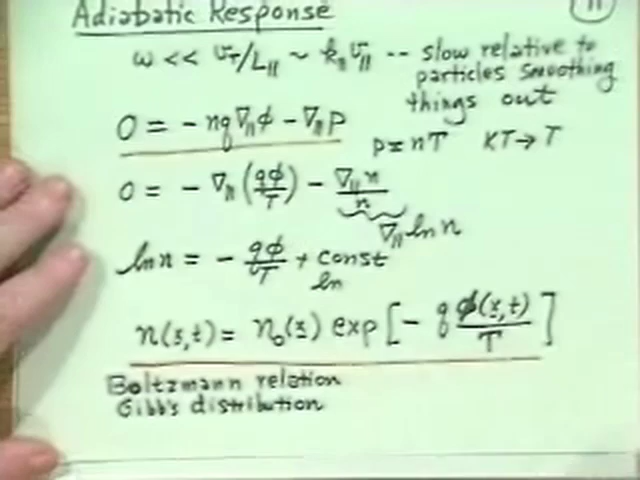 Adiabatic Response
11
ω << v_T/L_∥ ~ k_∥ v_∥ -- slow relative to
particles smoothing
things out
0 = - nq∇_∥φ - ∇_∥p
p = nT KT → T
0 = - ∇_∥(qφ/T) - ∇_∥n/n
∇_∥ ln n
ln n = - qφ/T + const
ln
n(x,t) = n₀(x) exp[- q φ(x,t)/T]
Boltzmann relation
Gibb's distribution